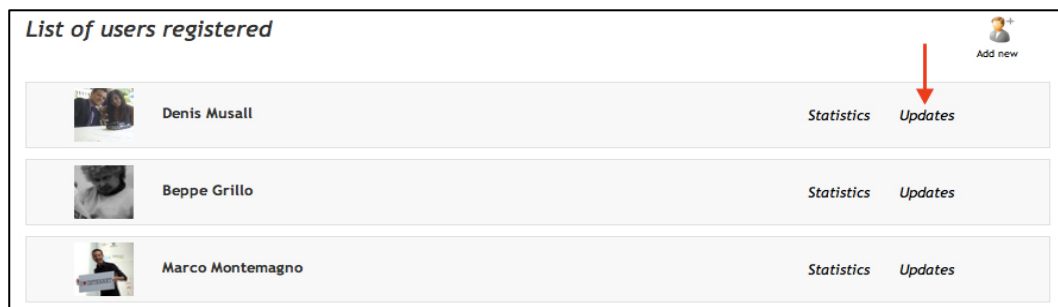 List of users registered
Add new
Denis Musall Statistics Updates
Beppe Grillo Statistics Updates
Marco Montemagno Statistics Updates